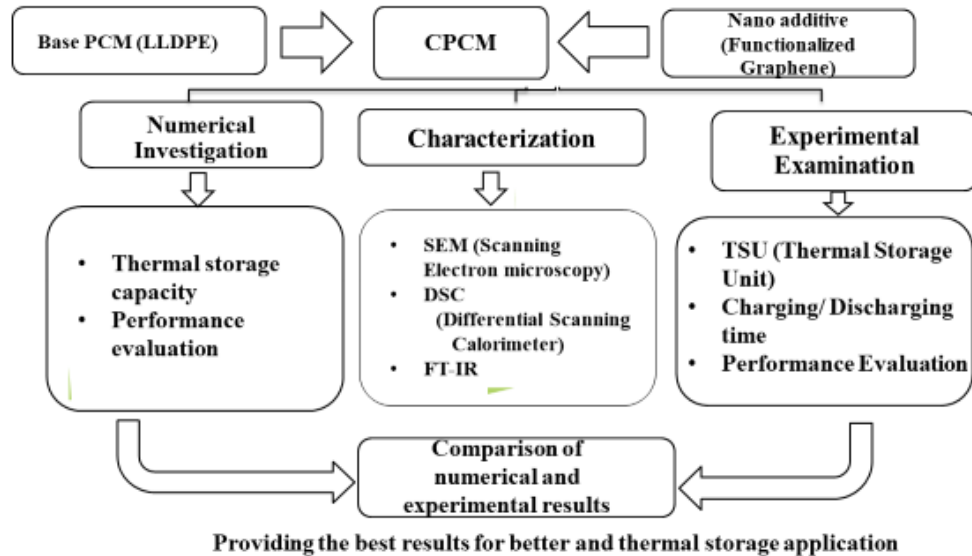 Base PCM (LLDPE)
CPCM
Nano additive
(Functionalized
Graphene)
Numerical
Investigation
Characterization
Experimental
Examination
• Thermal storage
capacity
• Performance
evaluation
• SEM (Scanning
Electron microscopy)
• DSC
(Differential Scanning
Calorimeter)
• FT-IR
• TSU (Thermal Storage
Unit)
• Charging/ Discharging
time
• Performance Evaluation
Comparison of
numerical and
experimental results
Providing the best results for better and thermal storage application